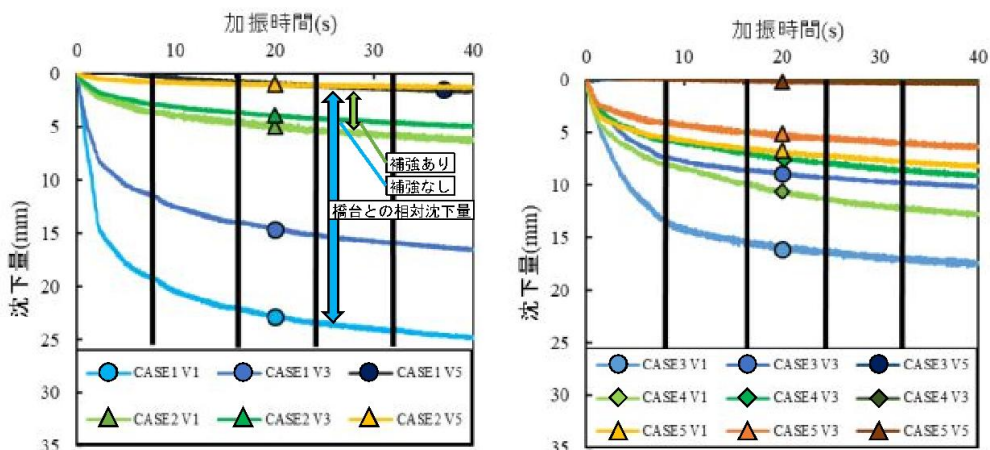 加振時間(s)
0 10 20 30 40
0
5
10
15
20
25
30
35
沈下量(mm)
補強あり
補強なし
橋台との相対沈下量
CASE1 V1 CASE1 V3 CASE1 V5
CASE2 V1 CASE2 V3 CASE2 V5
加振時間(s)
0 10 20 30 40
0
5
10
15
20
25
30
35
沈下量(mm)
CASE3 V1 CASE3 V3 CASE3 V5
CASE4 V1 CASE4 V3 CASE4 V3
CASE5 V1 CASE5 V3 CASE5 V5